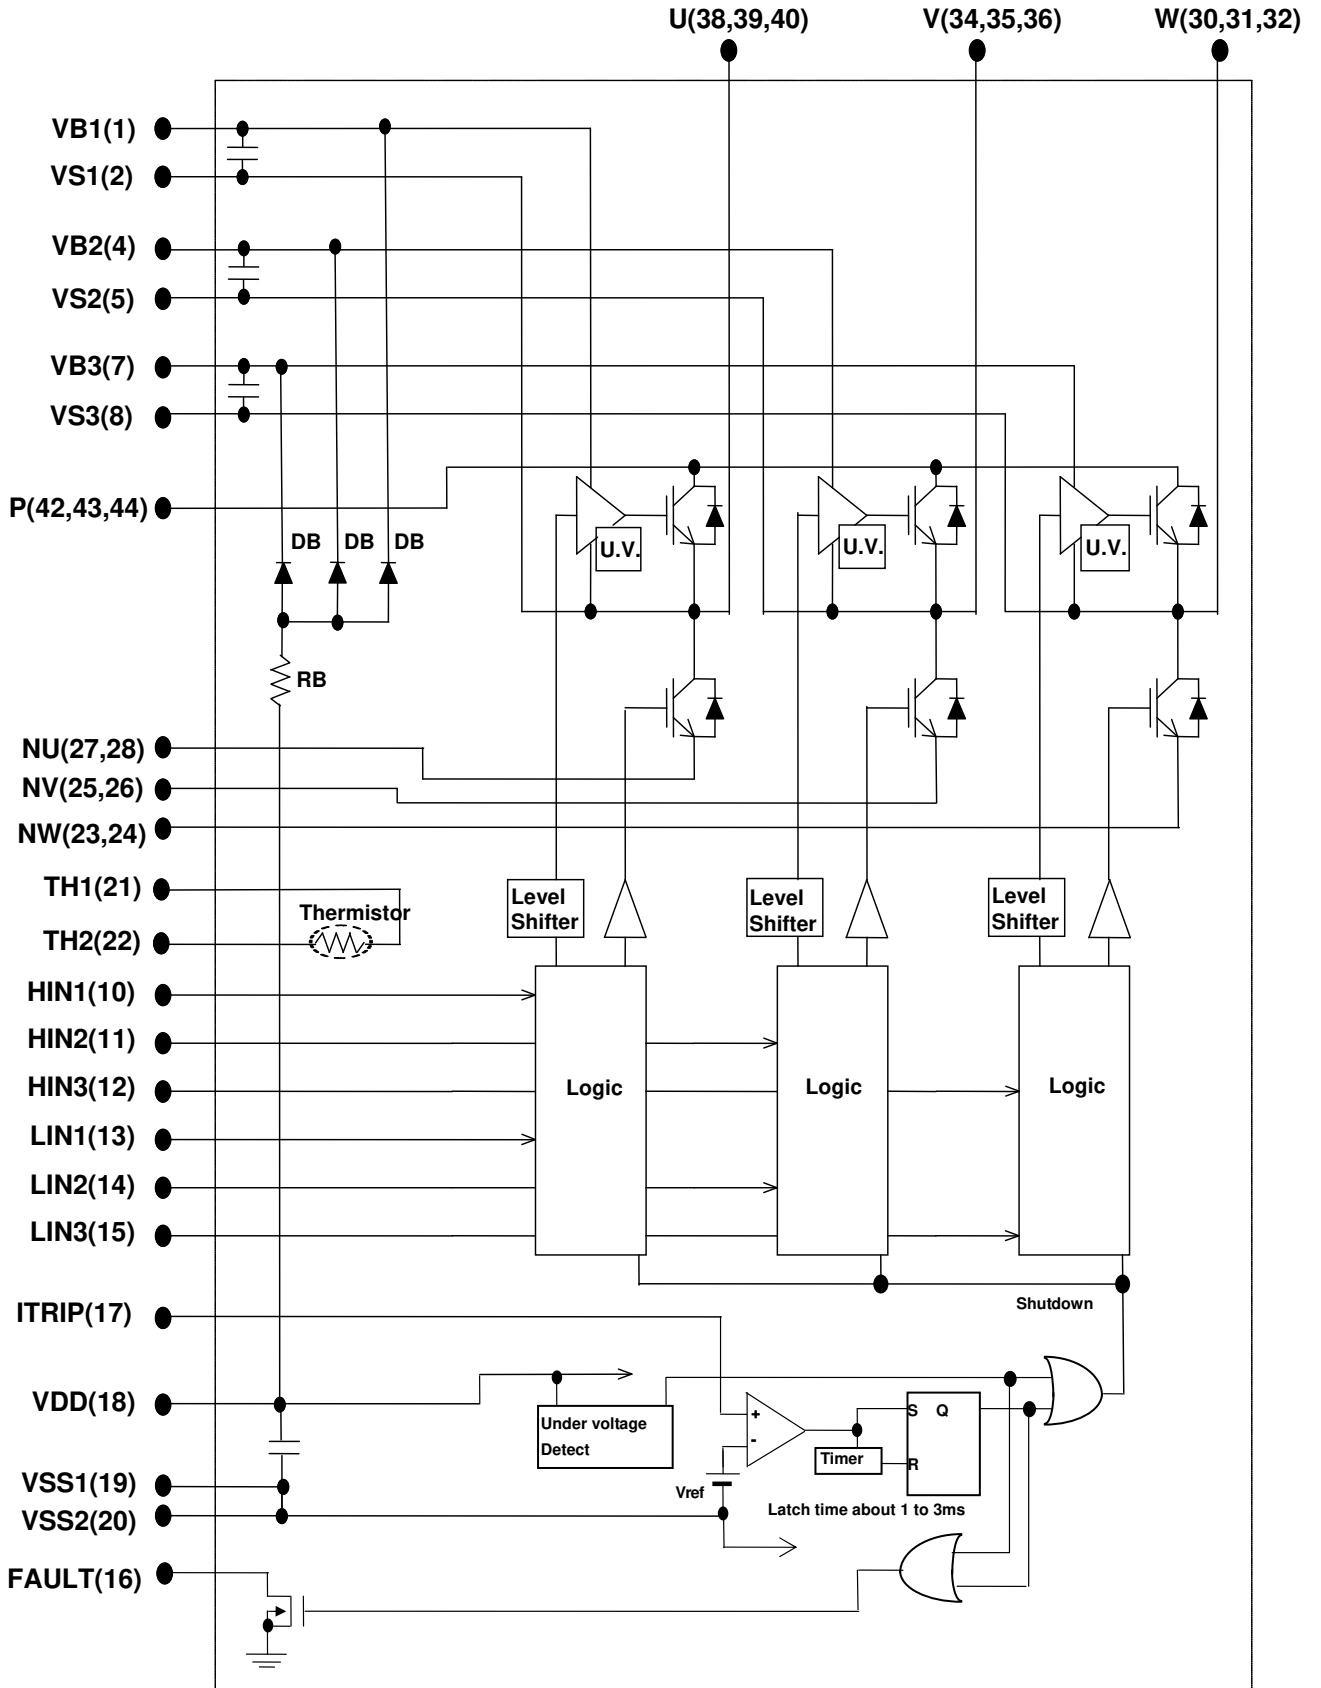 U(38,39,40) V(34,35,36) W(30,31,32)
VB1(1)
VS1(2)
VB2(4)
VS2(5)
VB3(7)
VS3(8)
P(42,43,44)
DB DB DB
U.V. U.V. U.V.
RB
NU(27,28)
NV(25,26)
NW(23,24)
TH1(21)
Thermistor
TH2(22)
Level
Shifter
Level
Shifter
Level
Shifter
HIN1(10)
HIN2(11)
HIN3(12)
Logic Logic Logic
LIN1(13)
LIN2(14)
LIN3(15)
Shutdown
ITRIP(17)
VDD(18)
Under voltage
Detect
+
-
S Q
Timer
R
Vref
Latch time about 1 to 3ms
VSS1(19)
VSS2(20)
FAULT(16)